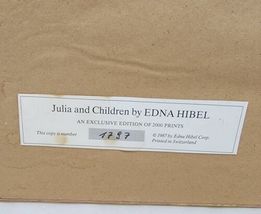 Julia and Children by EDNA HIBEL
AN EXCLUSIVE EDITION OF 2000 PRINTS
This copy is number 1797
© 1987 by Edna Hibel Corp.
Printed in Switzerland